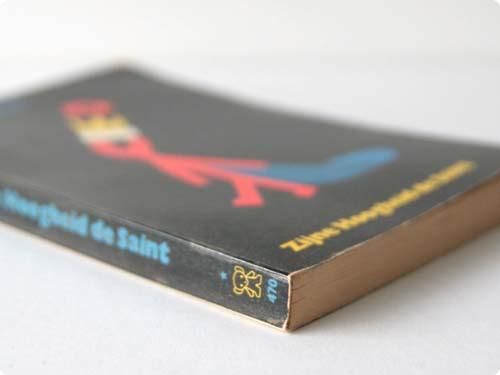 Zijne Hoogheid de Saint
Hoogheid de Saint
470